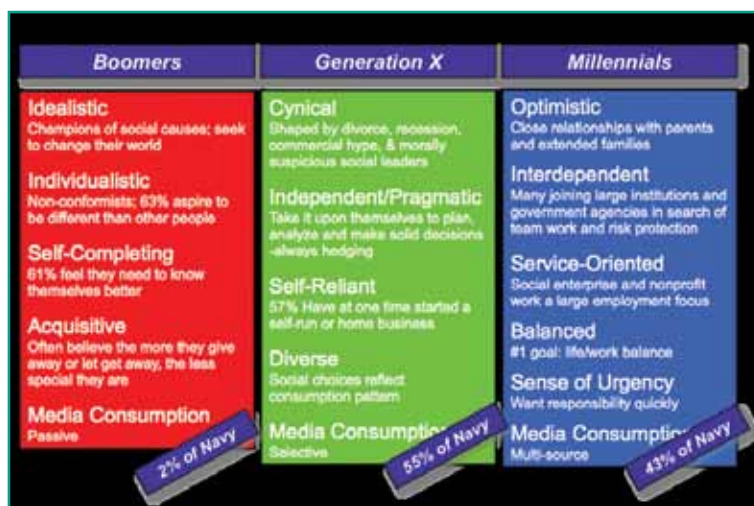 Boomers
Idealistic
Champions of social causes; seek
to change their world
Individualistic
Non-conformists; 63% aspire to
be different than other people
Self-Completing
61% feel they need to know
themselves better
Acquisitive
Often believe the more they give
away or let get away, the less
special they are
Media Consumption
Passive
2% of Navy
Generation X
Cynical
Shaped by divorce, recession,
commercial hype, & morally
suspicious social leaders
Independent/Pragmatic
Take it upon themselves to plan,
analyze and make solid decisions
-always hedging
Self-Reliant
57% Have at one time started a
self-run or home business
Diverse
Social choices reflect
consumption pattern
Media Consumption
Selective
55% of Navy
Millennials
Optimistic
Close relationships with parents
and extended families
Interdependent
Many joining large institutions and
government agencies in search of
team work and risk protection
Service-Oriented
Social enterprise and nonprofit
work a large employment focus
Balanced
#1 goal: life/work balance
Sense of Urgency
Want responsibility quickly
Media Consumption
Multi-source
43% of Navy